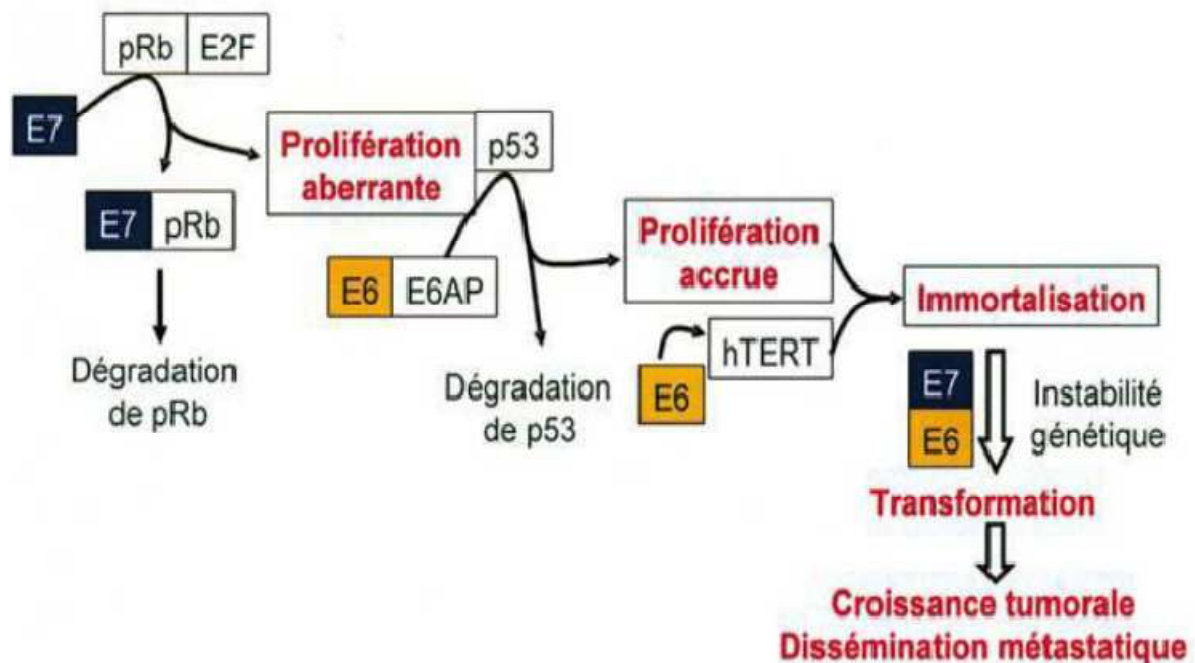 pRb E2F
E7
Prolifération
aberrante
p53
E7 pRb
E6 E6AP
Dégradation
de pRb
Dégradation
de p53
Prolifération
accrue
E6
hTERT
Immortalisation
E7
E6
Instabilité
génétique
Transformation
Croissance tumorale
Dissémination métastatique